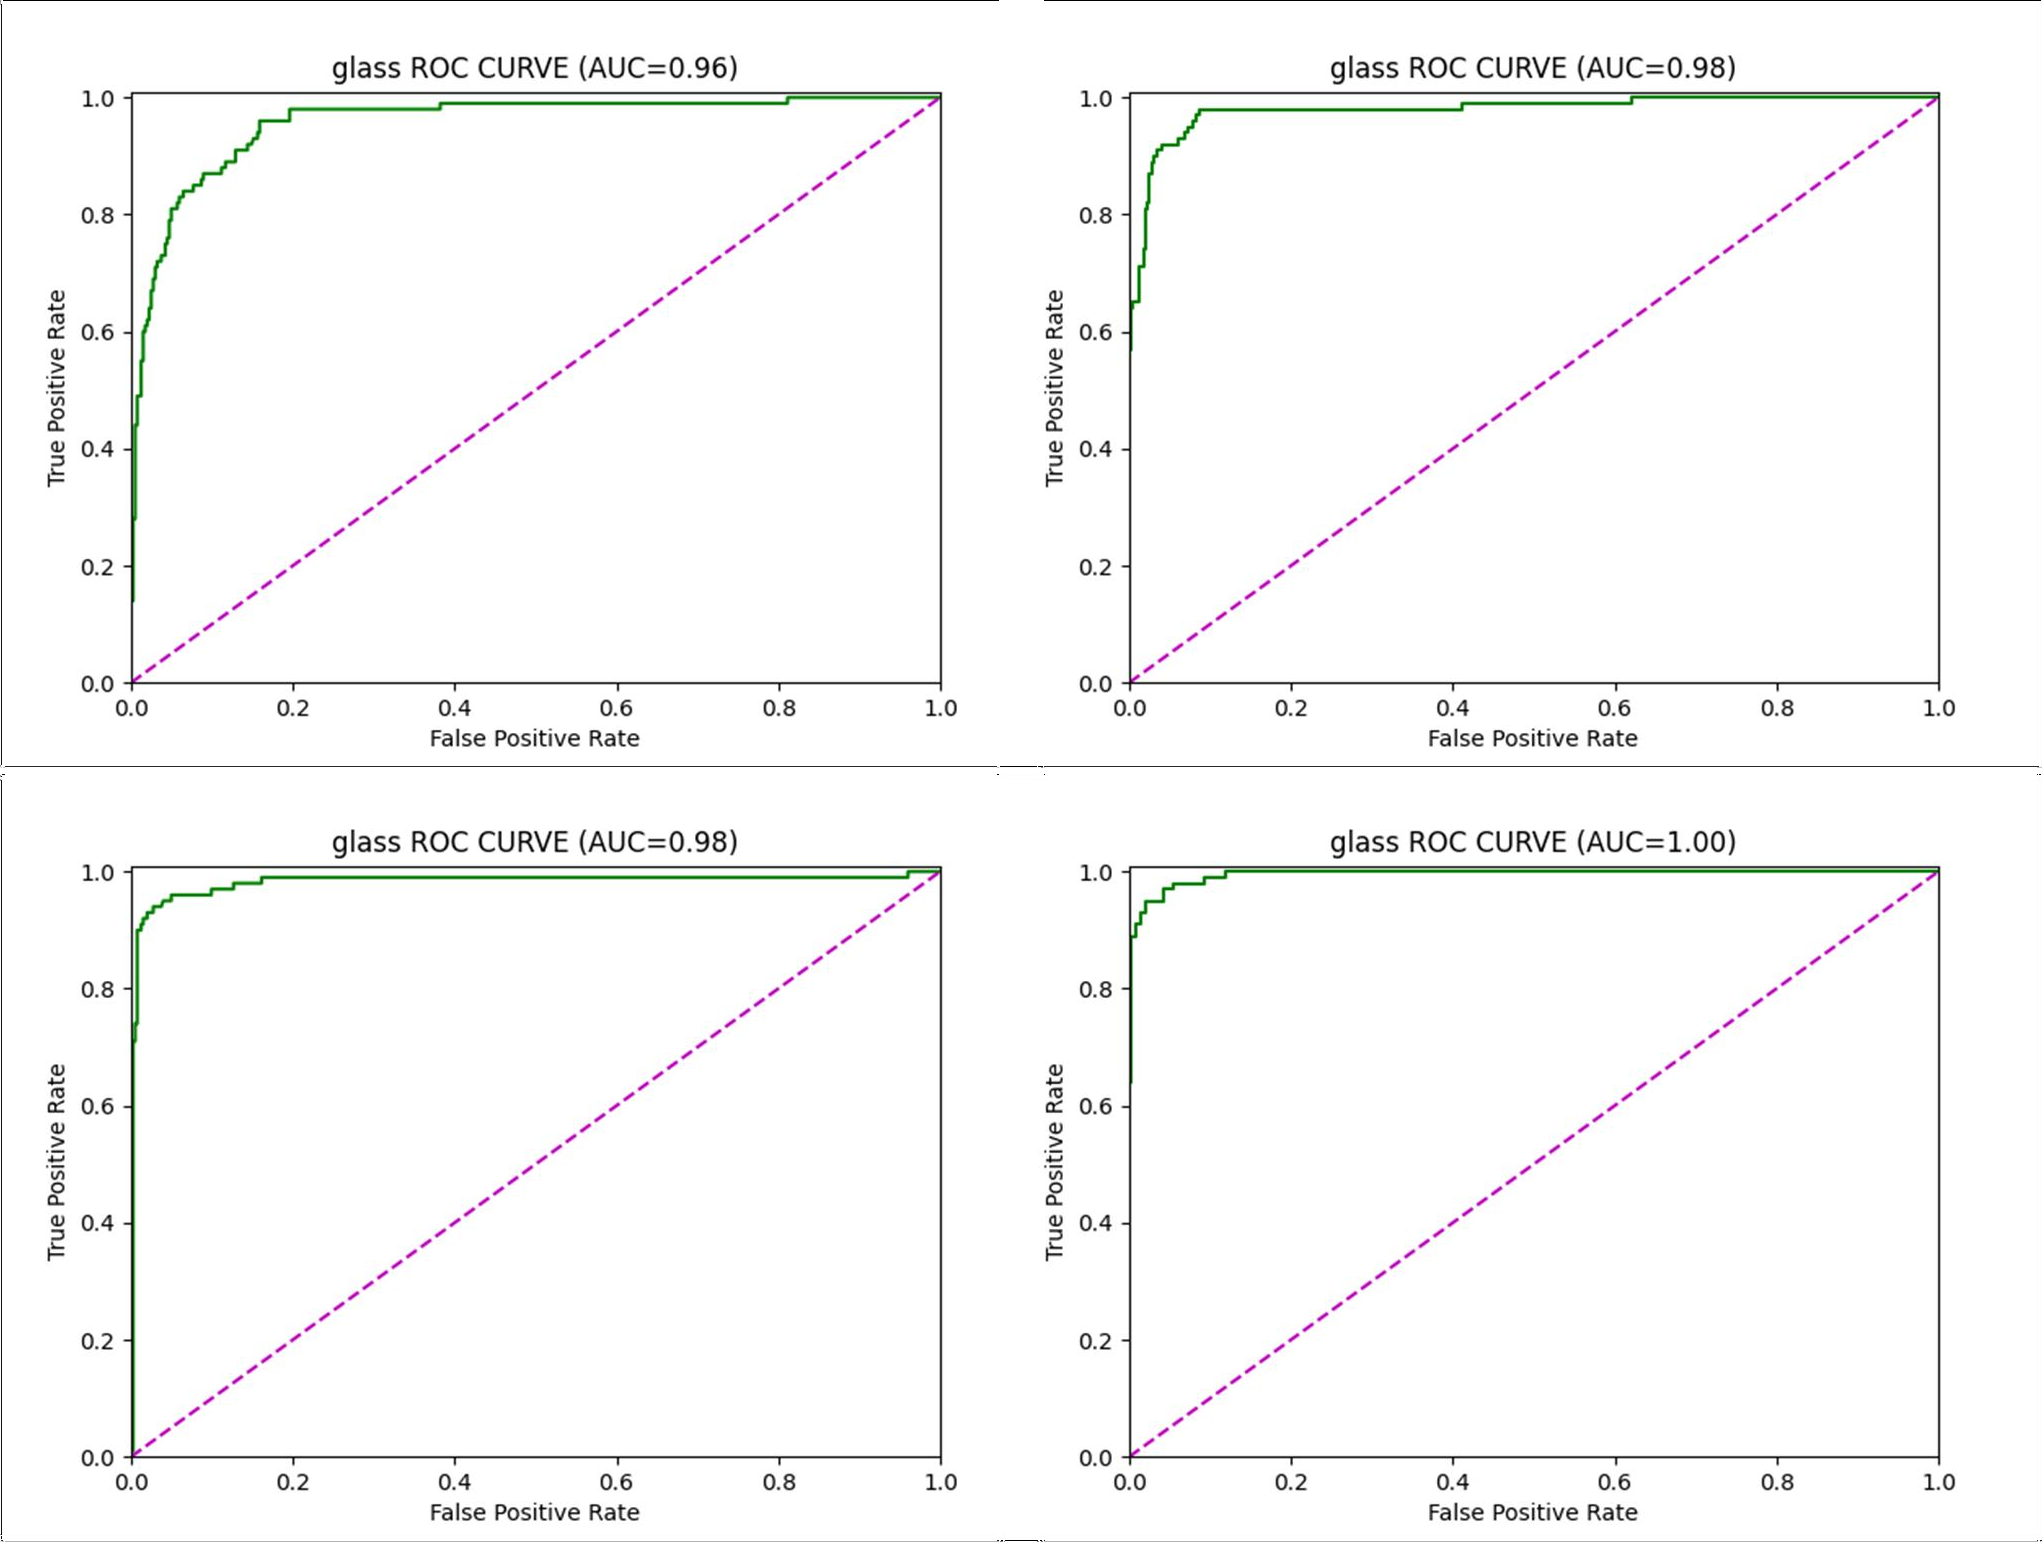 glass ROC CURVE (AUC=0.96)
1.0
0.8
0.6
0.4
0.2
0.0
True Positive Rate
0.0 0.2 0.4 0.6 0.8 1.0
False Positive Rate
glass ROC CURVE (AUC=0.98)
1.0
0.8
0.6
0.4
0.2
0.0
True Positive Rate
0.0 0.2 0.4 0.6 0.8 1.0
False Positive Rate
glass ROC CURVE (AUC=0.98)
1.0
0.8
0.6
0.4
0.2
0.0
True Positive Rate
0.0 0.2 0.4 0.6 0.8 1.0
False Positive Rate
glass ROC CURVE (AUC=1.00)
1.0
0.8
0.6
0.4
0.2
0.0
True Positive Rate
0.0 0.2 0.4 0.6 0.8 1.0
False Positive Rate